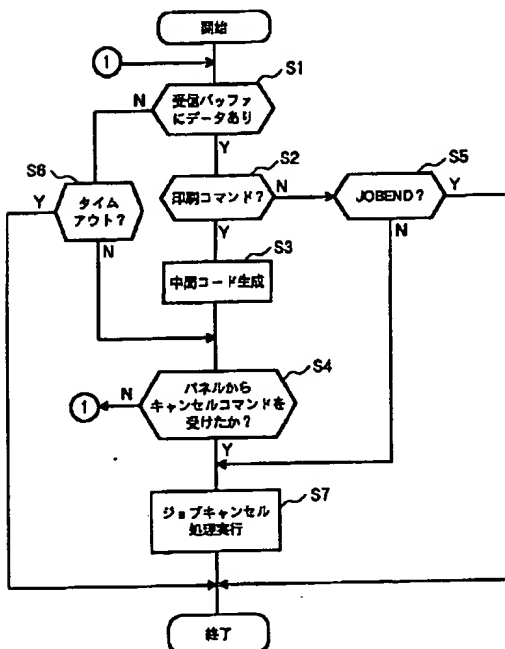 開始
1
S1
受信バッファ
にデータあり
N
Y
S2
印刷コマンド?
N
Y
S5
JOBEND?
Y
N
S6
タイム
アウト?
Y
N
S3
中間コード生成
S4
パネルから
キャンセルコマンドを
受けたか?
N
1
Y
S7
ジョブキャンセル
処理実行
終了